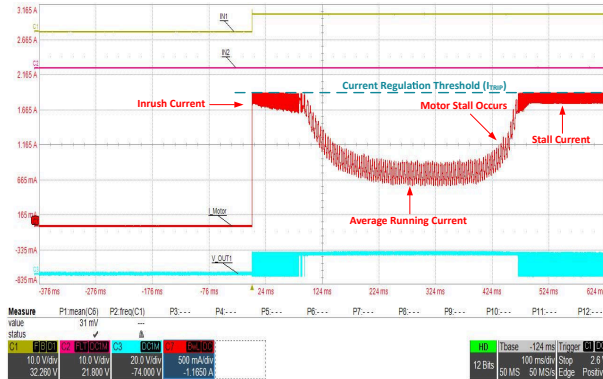 3.165 A
IN1
2.665 A
IN2
2.165 A
Current Regulation Threshold (ITRIP)
Inrush Current
Motor Stall Occurs
1.665 A
Stall Current
1.165 A
665 mA
Average Running Current
165 mA
I_Motor
-335 mA
V_OUT1
-835 mA
-376 ms -276 ms -176 ms -76 ms 24 ms 124 ms 224 ms 324 ms 424 ms 524 ms 624 ms
Measure P1:mean(C6) P2:freq(C1) P3:--- P4:--- P5:--- P6:--- P7:--- P8:--- P9:--- P10:--- P11:--- P12:---
value 31 mV ---
status
C1 C2 C3 DC1M
10.0 V/div 10.0 V/div 20.0 V/div 500 mA/div
32.260 V 21.800 V -74.000 V -1.1650 A
HD Tbase -124 ms Trigger C1
12 Bits 100 ms/div Stop
50 MS 50 MS/s Edge